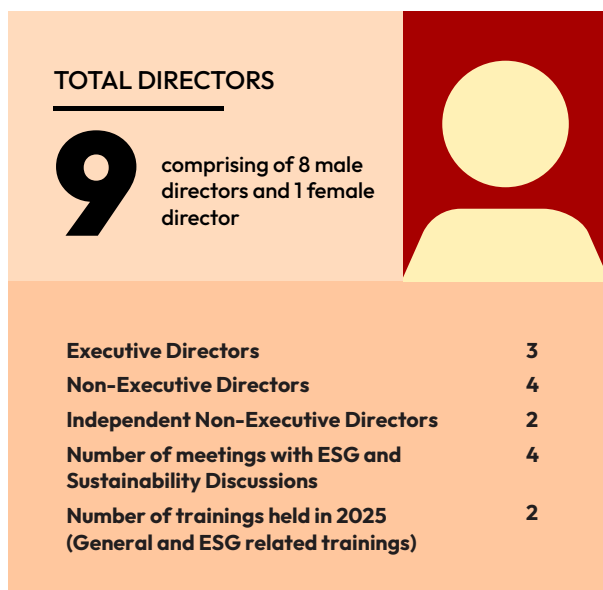 TOTAL DIRECTORS
9
comprising of 8 male
directors and 1 female
director
Executive Directors 3
Non-Executive Directors 4
Independent Non-Executive Directors 2
Number of meetings with ESG and 4
Sustainability Discussions
Number of trainings held in 2025 2
(General and ESG related trainings)